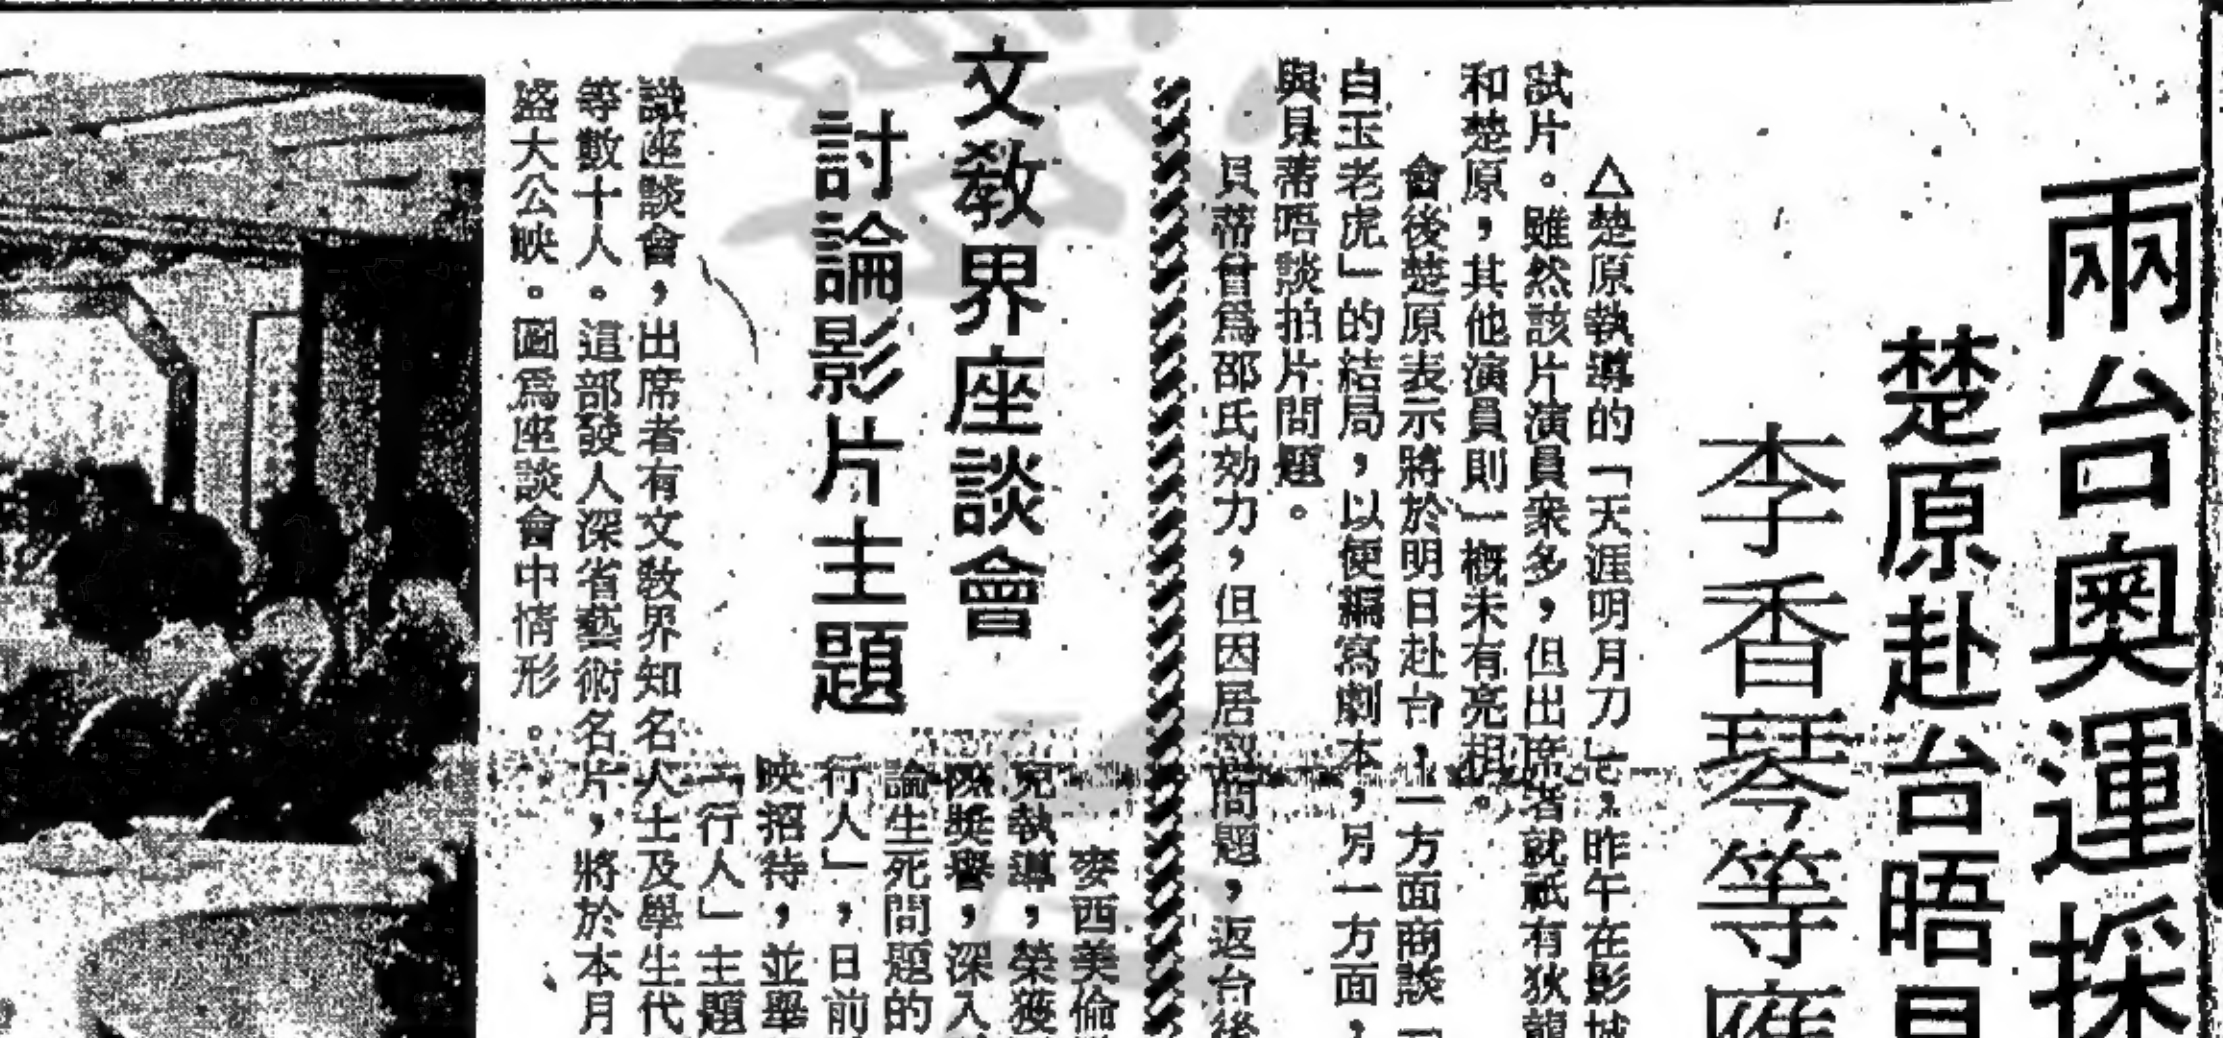 兩台奧運採
楚原赴台晤貝
李香琴等應
△楚原執導的「天涯明月刀」，昨午在影城
試片。雖然該片演員衆多，但出席者就祇有狄龍
和楚原，其他演員則一概未有亮相。
會後楚原表示將於明日赴台，一方面商談「
白玉老虎」的結局，以便編寫劇本，另一方面，
與貝蒂晤談拍片問題。
貝蒂曾爲邵氏効力，但因居留問題，返台後
文教界座談會
討論影片主題
麥西美倫
克執導，榮獲
獎譽，深入
論生死問題的
行人」，日前
映招待，並舉
「行人」主題
識座談會，出席者有文教界知名人士及學生代
等數十人。這部發人深省藝術名片，將於本月
盛大公映。圖爲座談會中情形。